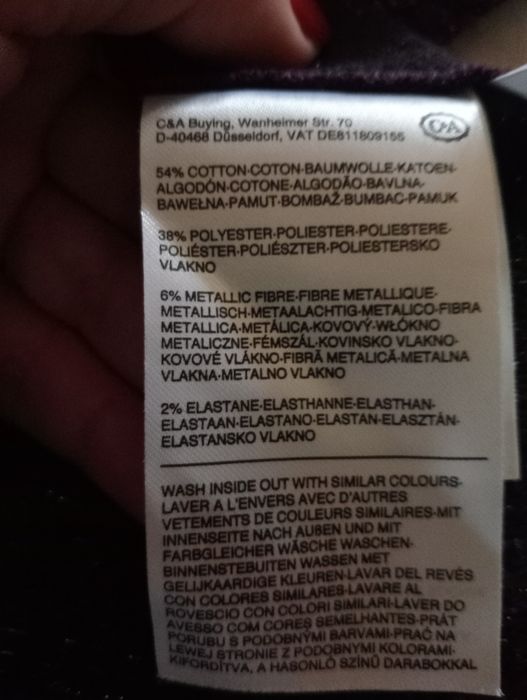 C&A Buying, Wanheimer Str. 70
D-40468 Düsseldorf, VAT DE811809155
C&A
54% COTTON·COTON·BAUMWOLLE·KATOEN·
ALGODÓN·COTONE·ALGODÃO·BAVLNA·
BAWEŁNA·PAMUT·BOMBAŽ·BUMBAC·PAMUK
38% POLYESTER·POLIESTER·POLIESTERE·
POLIÉSTER·POLIÉSZTER·POLIESTERSKO
VLAKNO
6% METALLIC FIBRE·FIBRE METALLIQUE·
METALLISCH·METAALACHTIG·METALICO·FIBRA
METALLICA·METÁLICA·KOVOVÝ·WŁÓKNO
METALICZNE·FÉMSZÁL·KOVINSKO VLAKNO·
KOVOVÉ VLÁKNO·FIBRĂ METALICĂ·METALNA
VLAKNA·METALNO VLAKNO
2% ELASTANE·ELASTHANNE·ELASTHAN·
ELASTAAN·ELASTANO·ELASTAN·ELASZTÁN·
ELASTANSKO VLAKNO
WASH INSIDE OUT WITH SIMILAR COLOURS·
LAVER A L'ENVERS AVEC D'AUTRES
VETEMENTS DE COULEURS SIMILAIRES·MIT
INNENSEITE NACH AUßEN UND MIT
FARBGLEICHER WÄSCHE WASCHEN·
BINNENSTEBUITEN WASSEN MET
GELIJKAARDIGE KLEUREN·LAVAR DEL REVÉS
CON COLORES SIMILARES·LAVARE AL
ROVESCIO CON COLORI SIMILARI·LAVER DO
AVESSO COM CORES SEMELHANTES·PRÁT
PORUBU S PODOBNÝMI BARVAMI·PRAĆ NA
LEWEJ STRONIE Z PODOBNYMI KOLORAMI·
KIFORDÍTVA, A HASONLÓ SZÍNŰ DARABOKKAL